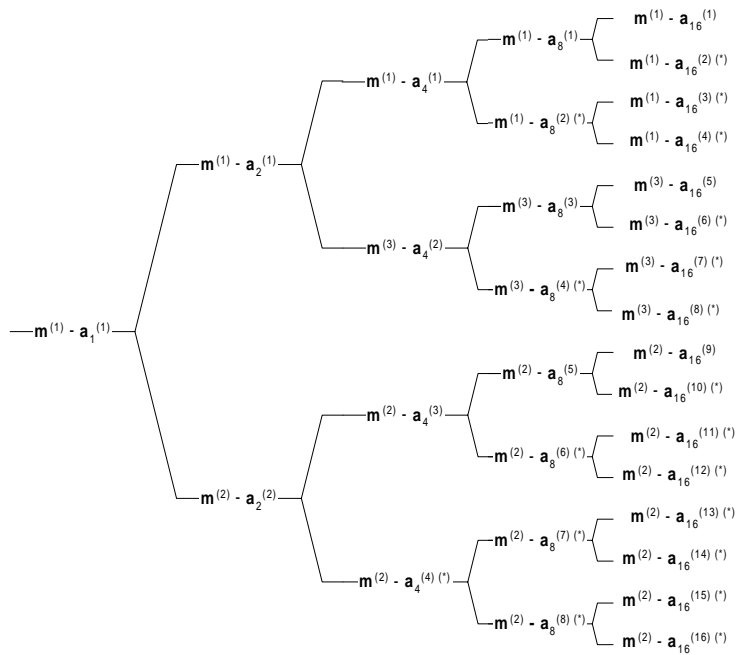 m⁽¹⁾ - a₁₆⁽¹⁾
m⁽¹⁾ - a₈⁽¹⁾
m⁽¹⁾ - a₁₆⁽²⁾ ⁽*⁾
m⁽¹⁾ - a₄⁽¹⁾
m⁽¹⁾ - a₁₆⁽³⁾ ⁽*⁾
m⁽¹⁾ - a₈⁽²⁾ ⁽*⁾
m⁽¹⁾ - a₁₆⁽⁴⁾ ⁽*⁾
m⁽¹⁾ - a₂⁽¹⁾
m⁽³⁾ - a₁₆⁽⁵⁾
m⁽³⁾ - a₈⁽³⁾
m⁽³⁾ - a₁₆⁽⁶⁾ ⁽*⁾
m⁽³⁾ - a₄⁽²⁾
m⁽³⁾ - a₁₆⁽⁷⁾ ⁽*⁾
m⁽³⁾ - a₈⁽⁴⁾ ⁽*⁾
m⁽³⁾ - a₁₆⁽⁸⁾ ⁽*⁾
m⁽¹⁾ - a₁⁽¹⁾
m⁽²⁾ - a₁₆⁽⁹⁾
m⁽²⁾ - a₈⁽⁵⁾
m⁽²⁾ - a₁₆⁽¹⁰⁾ ⁽*⁾
m⁽²⁾ - a₄⁽³⁾
m⁽²⁾ - a₁₆⁽¹¹⁾ ⁽*⁾
m⁽²⁾ - a₈⁽⁶⁾ ⁽*⁾
m⁽²⁾ - a₁₆⁽¹²⁾ ⁽*⁾
m⁽²⁾ - a₂⁽²⁾
m⁽²⁾ - a₁₆⁽¹³⁾ ⁽*⁾
m⁽²⁾ - a₈⁽⁷⁾ ⁽*⁾
m⁽²⁾ - a₁₆⁽¹⁴⁾ ⁽*⁾
m⁽²⁾ - a₄⁽⁴⁾ ⁽*⁾
m⁽²⁾ - a₁₆⁽¹⁵⁾ ⁽*⁾
m⁽²⁾ - a₈⁽⁸⁾ ⁽*⁾
m⁽²⁾ - a₁₆⁽¹⁶⁾ ⁽*⁾